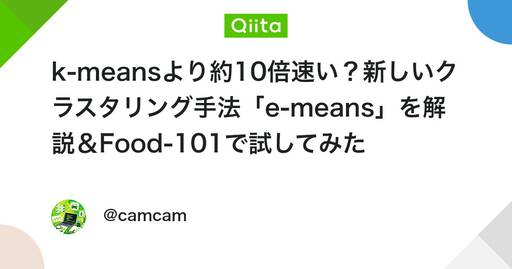 Qiita
k-meansより約10倍速い？新しいク
ラスタリング手法「e-means」を解
説＆Food-101で試してみた
@camcam